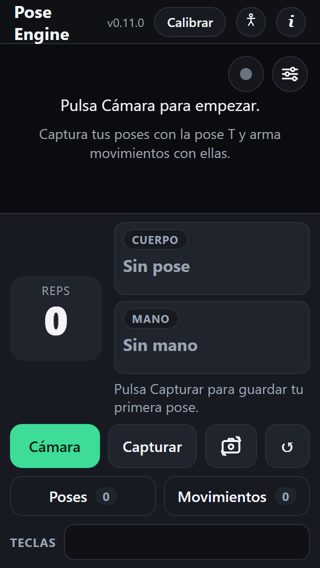 Pose
Engine
v0.11.0
Calibrar
i
Pulsa Cámara para empezar.
Captura tus poses con la pose T y arma
movimientos con ellas.
REPS
0
CUERPO
Sin pose
MANO
Sin mano
Pulsa Capturar para guardar tu
primera pose.
Cámara
Capturar
Poses 0
Movimientos 0
TECLAS